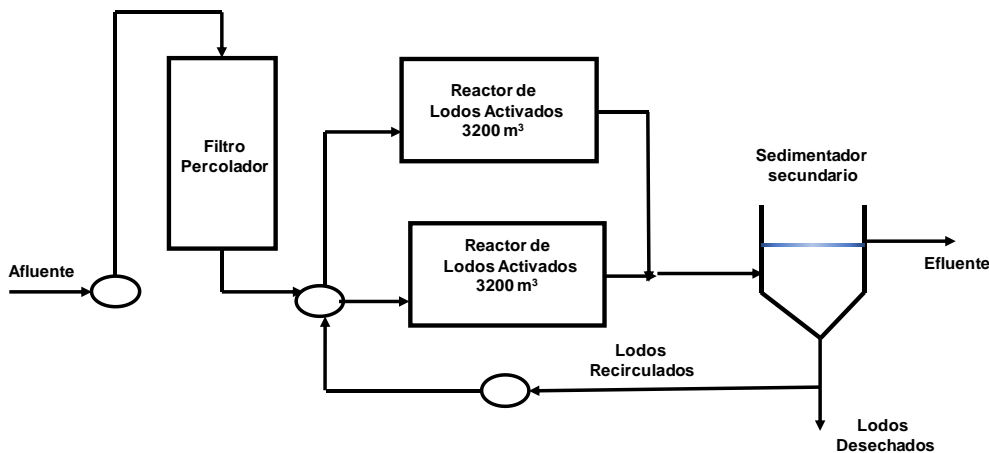 Afluente
Filtro
Percolador
Reactor de
Lodos Activados
3200 m³
Reactor de
Lodos Activados
3200 m³
Sedimentador
secundario
Efluente
Lodos
Recirculados
Lodos
Desechados